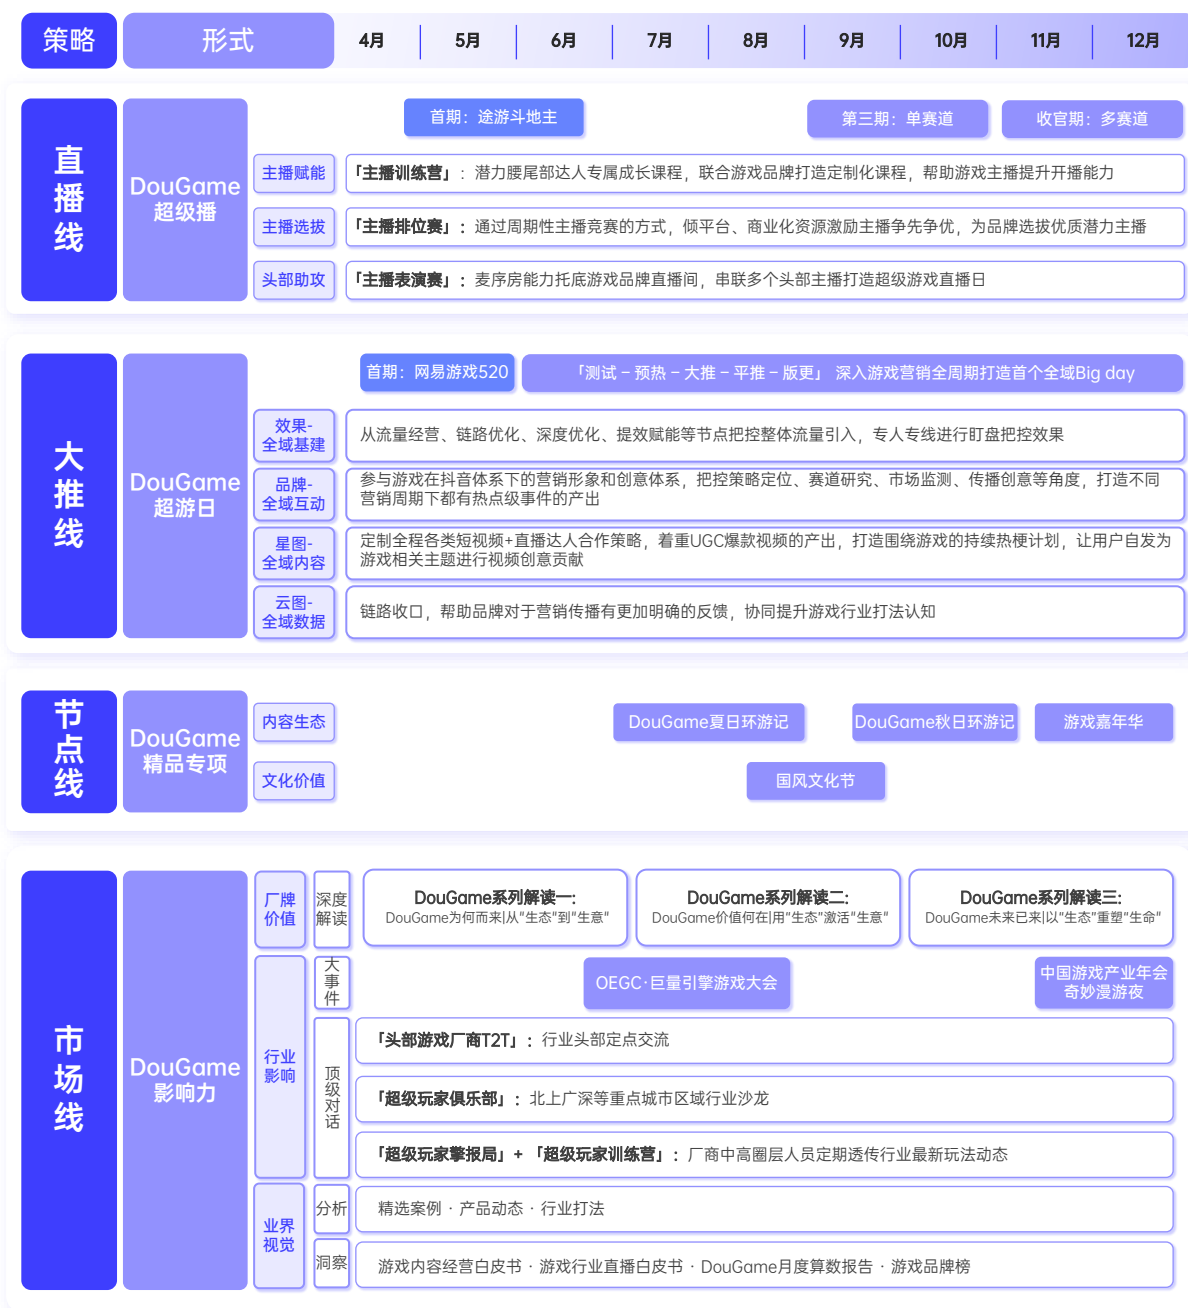 策略
形式
4月 5月 6月 7月 8月 9月 10月 11月 12月
直播线
DouGame
超级播
首期：途游斗地主
第三期：单赛道
收官期：多赛道
主播赋能
「主播训练营」：潜力腰尾部达人专属成长课程，联合游戏品牌打造定制化课程，帮助游戏主播提升开播能力
主播选拔
「主播排位赛」：通过周期性主播竞赛的方式，倾平台、商业化资源激励主播争先争优，为品牌选拔优质潜力主播
头部助攻
「主播表演赛」：麦序房能力托底游戏品牌直播间，串联多个头部主播打造超级游戏直播日
大推线
DouGame
超游日
首期：网易游戏520
「测试 – 预热 – 大推 – 平推 – 版更」 深入游戏营销全周期打造首个全域Big day
效果-
全域基建
从流量经营、链路优化、深度优化、提效赋能等节点把控整体流量引入，专人专线进行盯盘把控效果
品牌-
全域互动
参与游戏在抖音体系下的营销形象和创意体系，把控策略定位、赛道研究、市场监测、传播创意等角度，打造不同
营销周期下都有热点级事件的产出
星图-
全域内容
定制全程各类短视频+直播达人合作策略，着重UGC爆款视频的产出，打造围绕游戏的持续热梗计划，让用户自发为
游戏相关主题进行视频创意贡献
云图-
全域数据
链路收口，帮助品牌对于营销传播有更加明确的反馈，协同提升游戏行业打法认知
节点线
DouGame
精品专项
内容生态
DouGame夏日环游记
DouGame秋日环游记
游戏嘉年华
文化价值
国风文化节
市场线
DouGame
影响力
厂牌
价值
深度
解读
DouGame系列解读一:
DouGame为何而来|从“生态”到“生意”
DouGame系列解读二:
DouGame价值何在|用“生态”激活“生意”
DouGame系列解读三:
DouGame未来已来|以“生态”重塑“生命”
行业
影响
大事件
OEGC·巨量引擎游戏大会
中国游戏产业年会
奇妙漫游夜
顶级对话
「头部游戏厂商T2T」：行业头部定点交流
「超级玩家俱乐部」：北上广深等重点城市区域行业沙龙
「超级玩家擎报局」+ 「超级玩家训练营」：厂商中高圈层人员定期透传行业最新玩法动态
业界
视觉
分析
精选案例 · 产品动态 · 行业打法
洞察
游戏内容经营白皮书 · 游戏行业直播白皮书 · DouGame月度算数报告 · 游戏品牌榜